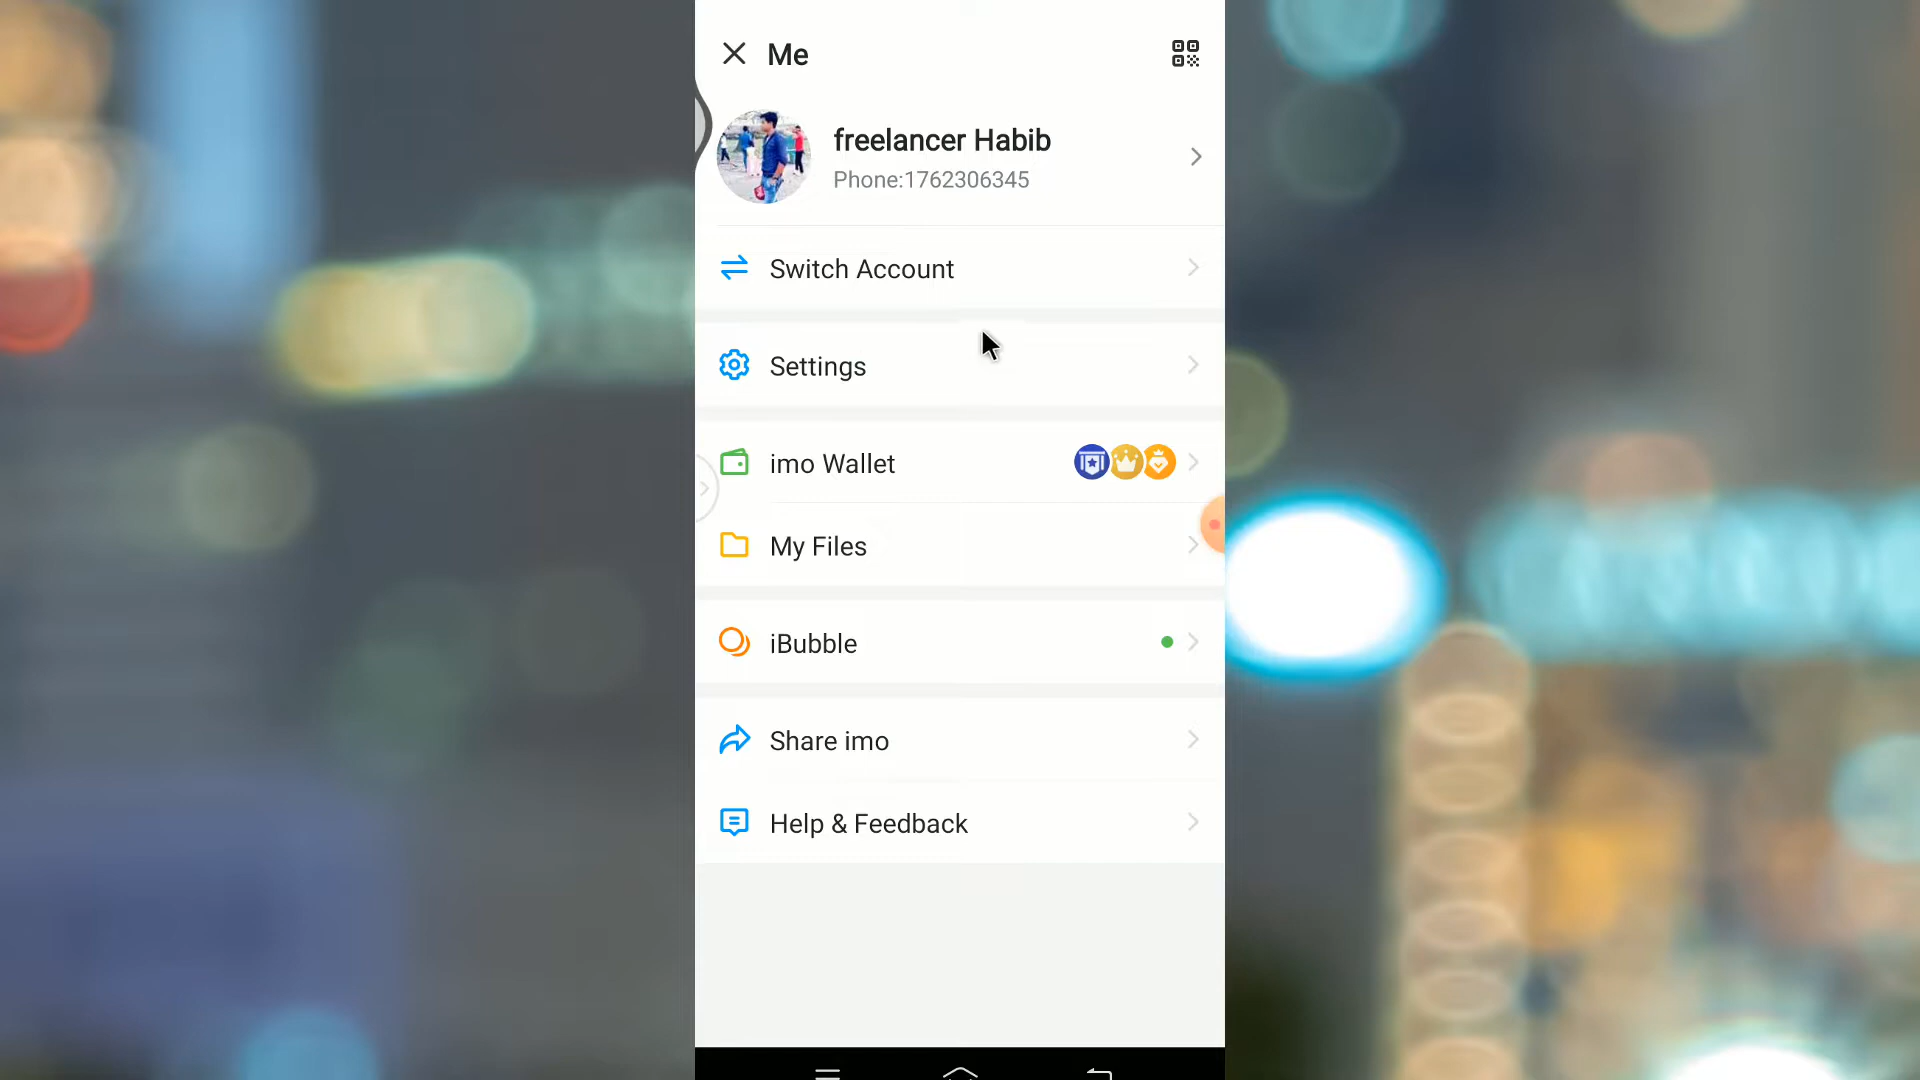 Me
freelancer Habib
Phone:1762306345
Switch Account
Settings
imo Wallet
My Files
iBubble
Share imo
Help & Feedback